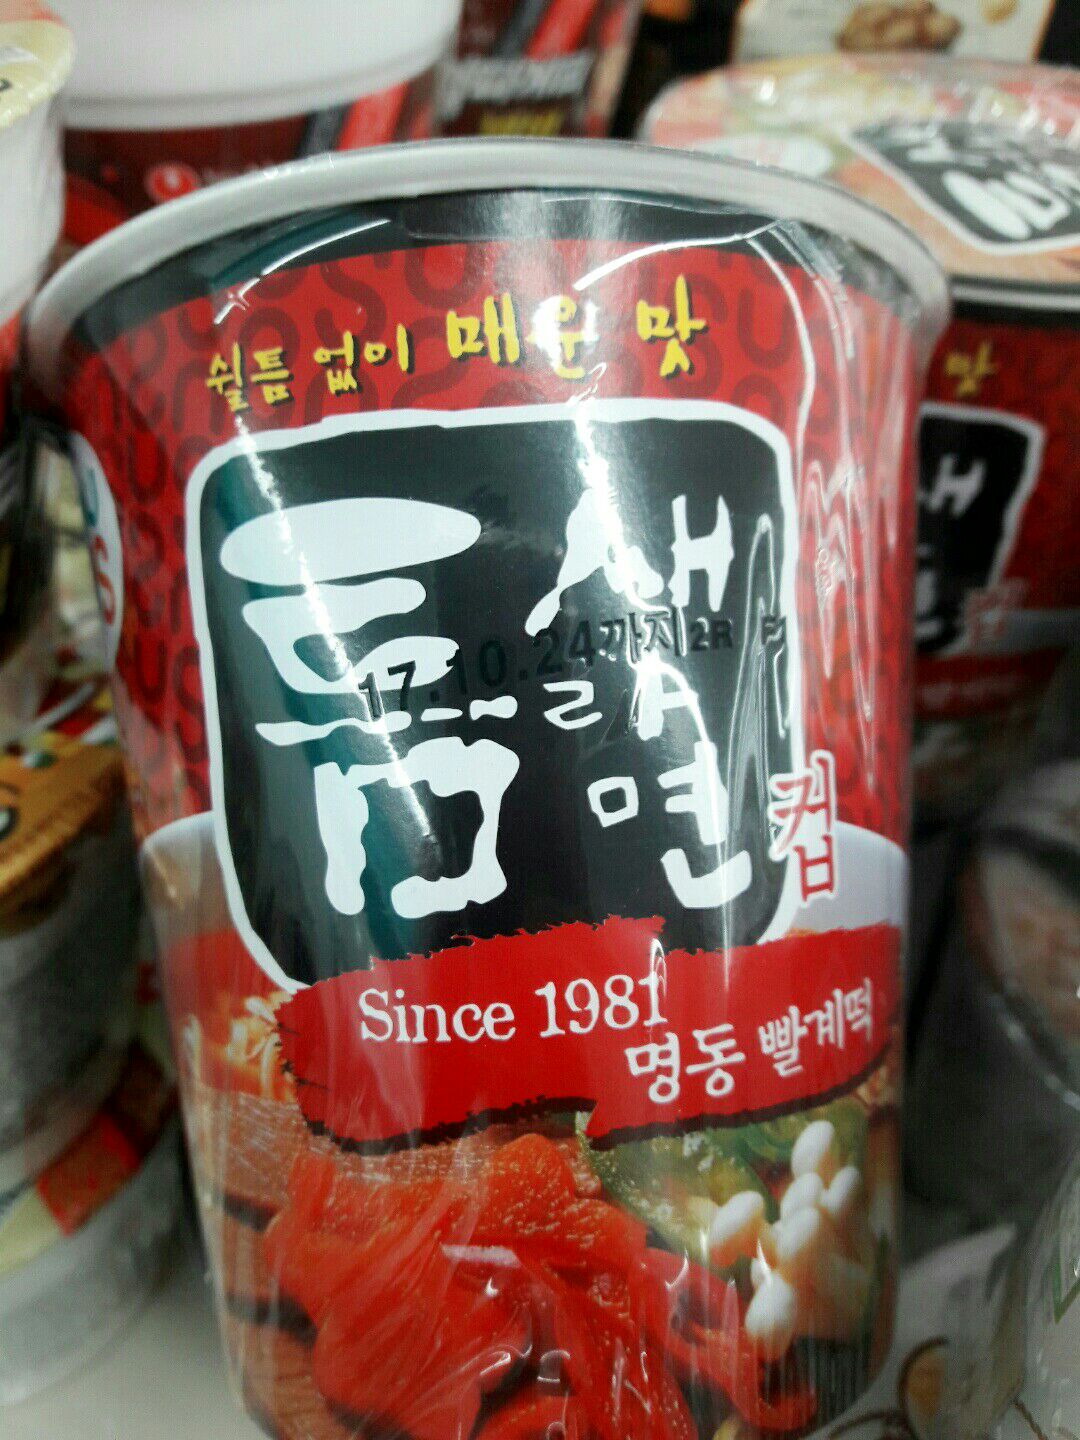 쉴틈 없이 매운 맛
틈새
라면
컵
17.10.24까지 2R
Since 1981
명동 빨계떡
맛